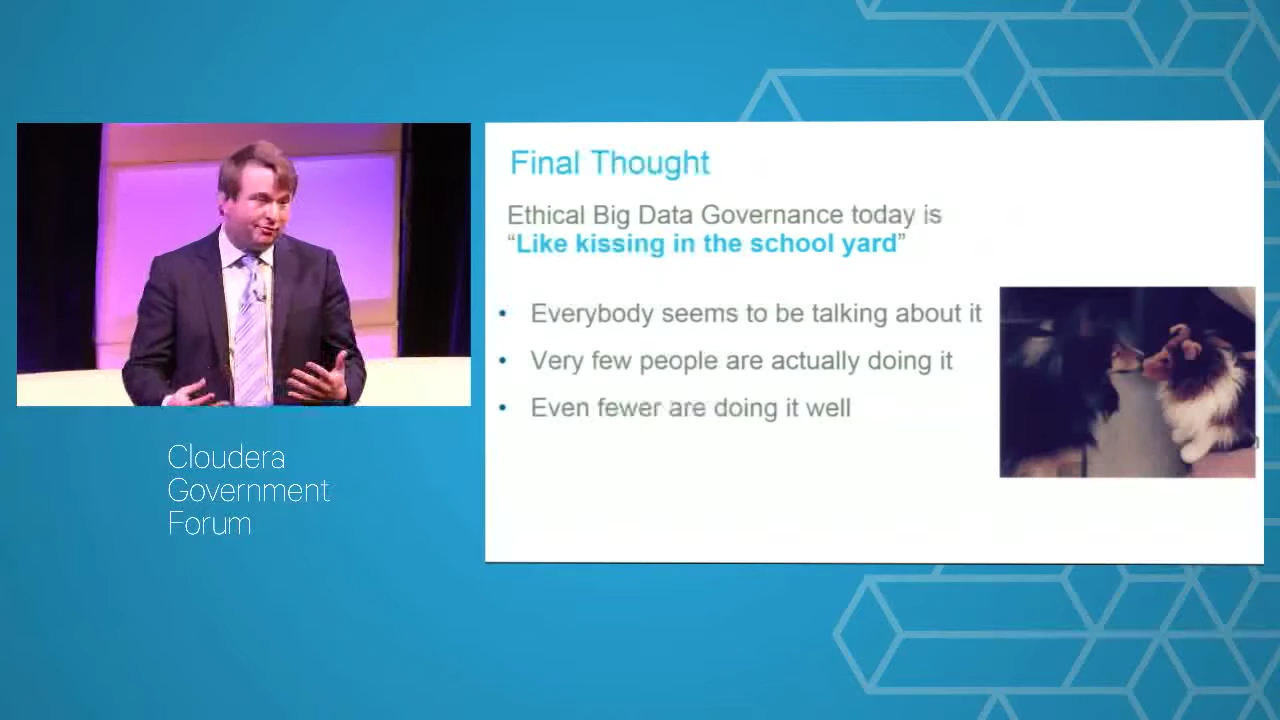 Final Thought
Ethical Big Data Governance today is
“Like kissing in the school yard”
• Everybody seems to be talking about it
• Very few people are actually doing it
• Even fewer are doing it well
Cloudera
Government
Forum